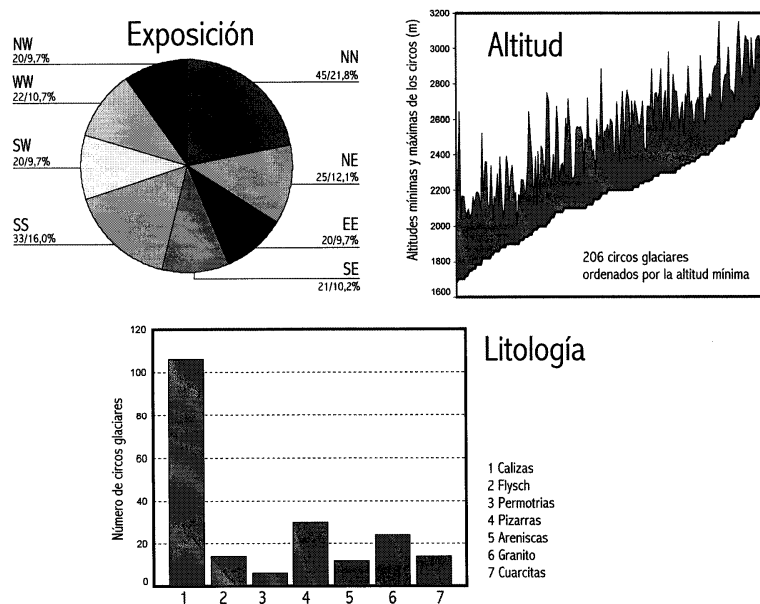 Exposición
NW
20/9,7%
WW
22/10,7%
SW
20/9,7%
SS
33/16,0%
NN
45/21,8%
NE
25/12,1%
EE
20/9,7%
SE
21/10,2%
Altitud
Altitudes mínimas y máximas de los circos (m)
3200
3000
2800
2600
2400
2200
2000
1800
1600
206 circos glaciares
ordenados por la altitud mínima
Litología
Número de circos glaciares
120
100
80
60
40
20
0
1 2 3 4 5 6 7
1 Calizas
2 Flysch
3 Permotrias
4 Pizarras
5 Areniscas
6 Granito
7 Cuarcitas